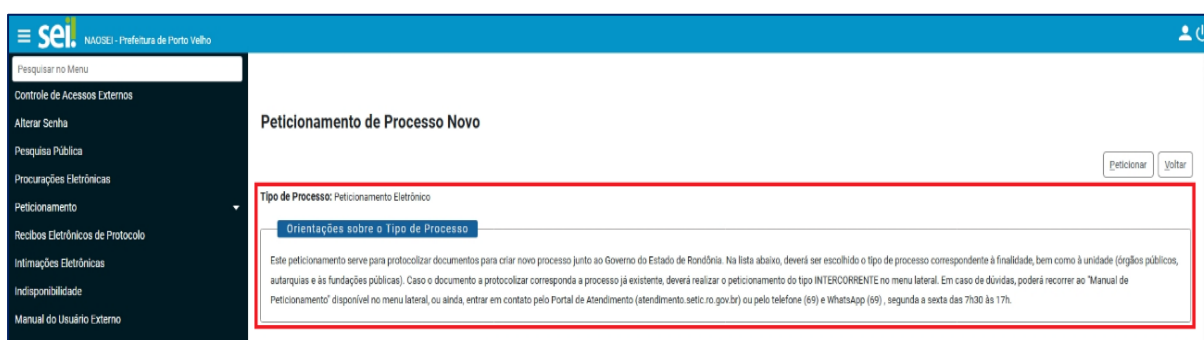 sei! NAOSEI - Prefeitura de Porto Velho
Pesquisar no Menu
Controle de Acessos Externos
Alterar Senha
Pesquisa Pública
Procurações Eletrônicas
Peticionamento
Recibos Eletrônicos de Protocolo
Intimações Eletrônicas
Indisponibilidade
Manual do Usuário Externo
Peticionamento de Processo Novo
Peticionar Voltar
Tipo de Processo: Peticionamento Eletrônico
Orientações sobre o Tipo de Processo
Este peticionamento serve para protocolizar documentos para criar novo processo junto ao Governo do Estado de Rondônia. Na lista abaixo, deverá ser escolhido o tipo de processo correspondente à finalidade, bem como à unidade (órgãos públicos,
autarquias e às fundações públicas). Caso o documento a protocolizar corresponda a processo já existente, deverá realizar o peticionamento do tipo INTERCORRENTE no menu lateral. Em caso de dúvidas, poderá recorrer ao "Manual de
Peticionamento" disponível no menu lateral, ou ainda, entrar em contato pelo Portal de Atendimento (atendimento.setic.ro.gov.br) ou pelo telefone (69) e WhatsApp (69) , segunda a sexta das 7h30 às 17h.